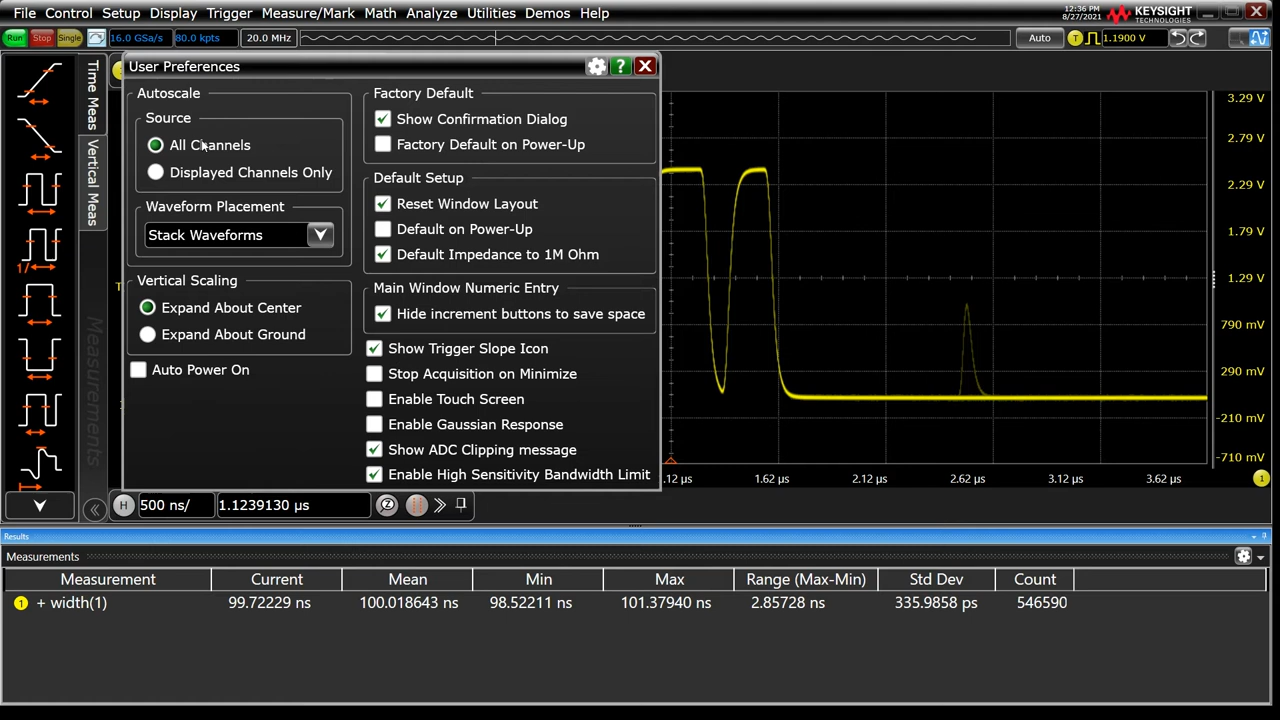 File Control Setup Display Trigger Measure/Mark Math Analyze Utilities Demos Help
12:36 PM
8/27/2021
KEYSIGHT
TECHNOLOGIES
Run Stop Single 16.0 GSa/s 80.0 kpts 20.0 MHz Auto T 1.1900 V
Time Meas
Vertical Meas
Measurements
1/
User Preferences ?
Autoscale
Source
All Channels
Displayed Channels Only
Waveform Placement
Stack Waveforms
Vertical Scaling
Expand About Center
Expand About Ground
Auto Power On
Factory Default
Show Confirmation Dialog
Factory Default on Power-Up
Default Setup
Reset Window Layout
Default on Power-Up
Default Impedance to 1M Ohm
Main Window Numeric Entry
Hide increment buttons to save space
Show Trigger Slope Icon
Stop Acquisition on Minimize
Enable Touch Screen
Enable Gaussian Response
Show ADC Clipping message
Enable High Sensitivity Bandwidth Limit
3.29 V
2.79 V
2.29 V
1.79 V
1.29 V
790 mV
290 mV
-210 mV
-710 mV
.12 µs 1.62 µs 2.12 µs 2.62 µs 3.12 µs 3.62 µs 1
H 500 ns/ 1.1239130 µs
Results
Measurements
Measurement Current Mean Min Max Range (Max-Min) Std Dev Count
1 + width(1) 99.72229 ns 100.018643 ns 98.52211 ns 101.37940 ns 2.85728 ns 335.9858 ps 546590